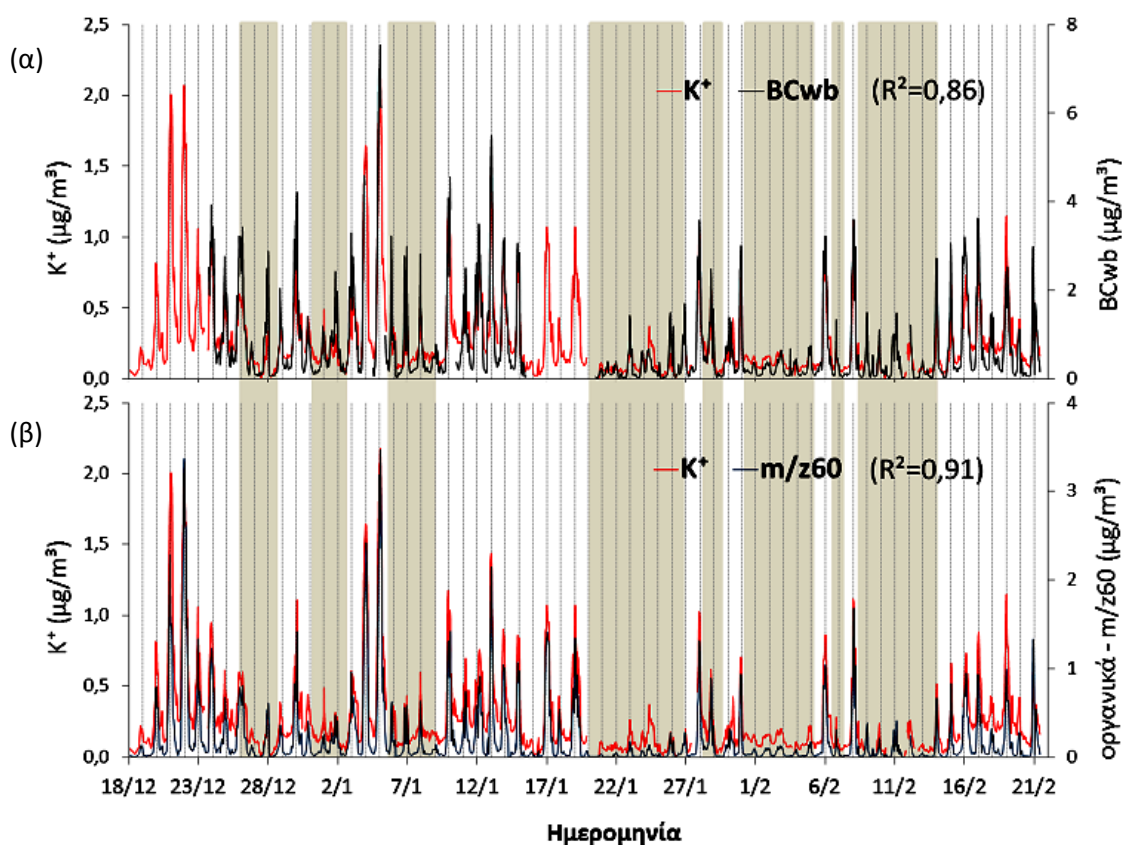 (α)
K⁺ (μg/m³)
2,5
2,0
1,5
1,0
0,5
0,0
K⁺ BCwb (R²=0,86)
8
6
4
2
0
BCwb (μg/m³)
(β)
K⁺ (μg/m³)
2,5
2,0
1,5
1,0
0,5
0,0
K⁺ m/z60 (R²=0,91)
4
3
2
1
0
οργανικά - m/z60 (μg/m³)
18/12 23/12 28/12 2/1 7/1 12/1 17/1 22/1 27/1 1/2 6/2 11/2 16/2 21/2
Ημερομηνία